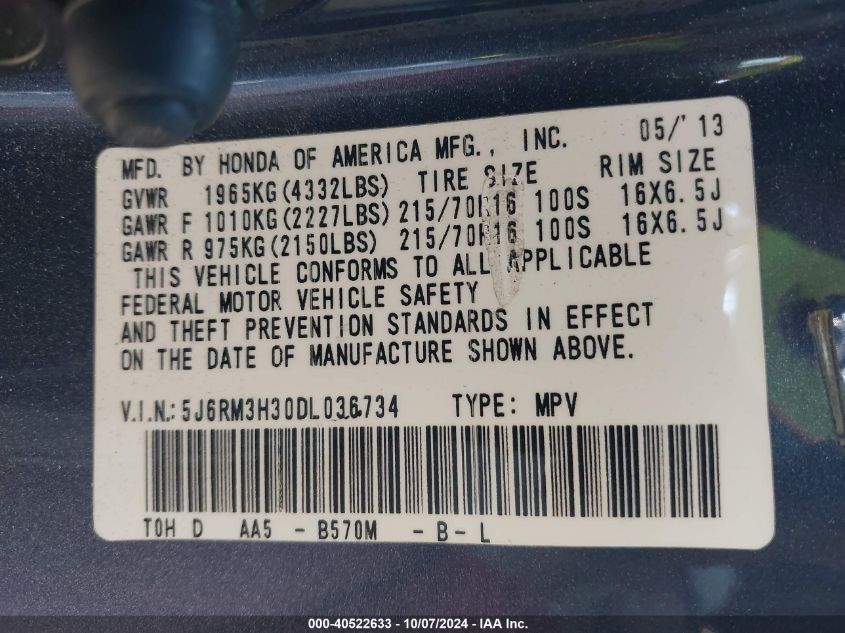 MFD. BY HONDA OF AMERICA MFG., INC. 05/'13
GVWR 1965KG(4332LBS) TIRE SIZE RIM SIZE
GAWR F 1010KG(2227LBS) 215/70R16 100S 16X6.5J
GAWR R 975KG(2150LBS) 215/70R16 100S 16X6.5J
THIS VEHICLE CONFORMS TO ALL APPLICABLE
FEDERAL MOTOR VEHICLE SAFETY
AND THEFT PREVENTION STANDARDS IN EFFECT
ON THE DATE OF MANUFACTURE SHOWN ABOVE.
V.I.N.: 5J6RM3H30DL036734 TYPE: MPV
TOH D AA5 - B570M - B- L
000-40522633 - 10/07/2024 - IAA Inc.